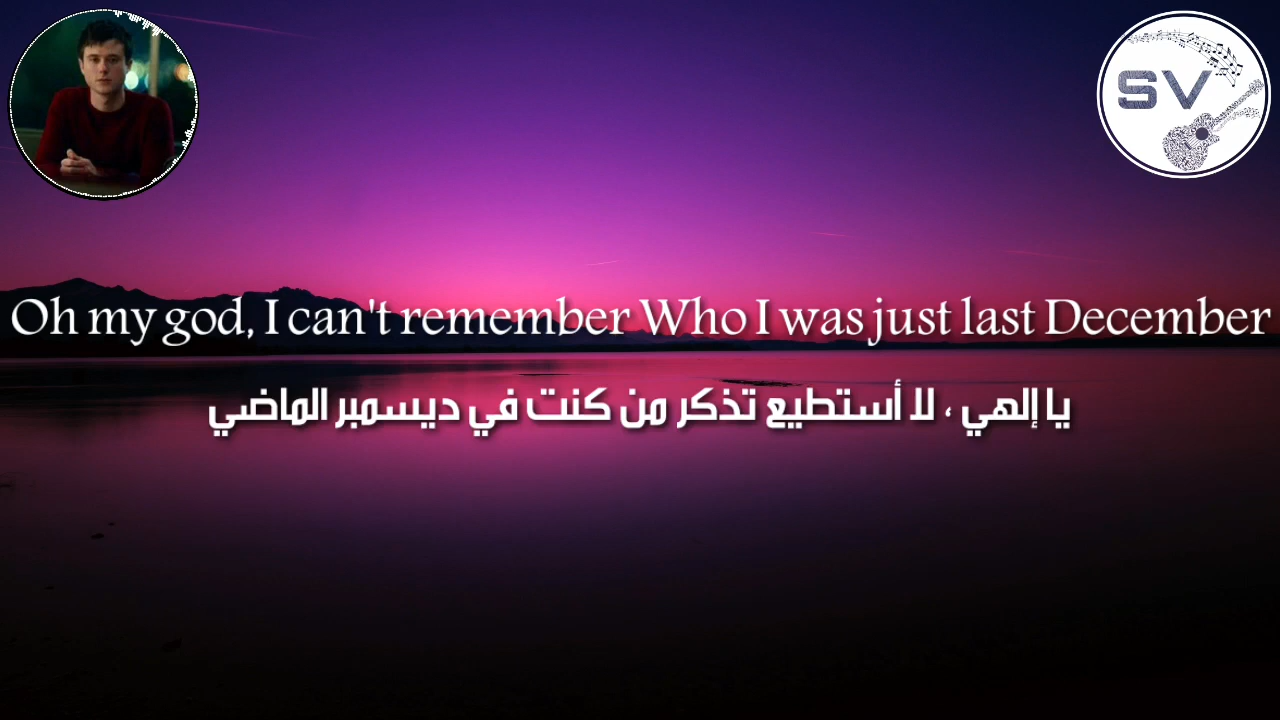 SV
Oh my god, I can't remember Who I was just last December
يا إلهي ، لا أستطيع تذكر من كنت في ديسمبر الماضي